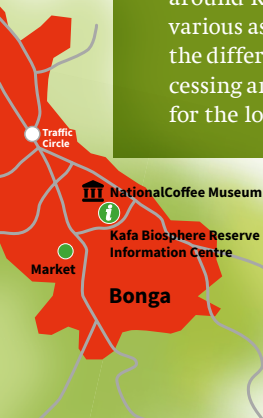 around K
various as
the differ
cessing ar
for the lo
Traffic
Circle
NationalCoffee Museum
i
Kafa Biosphere Reserve
Information Centre
Market
Bonga